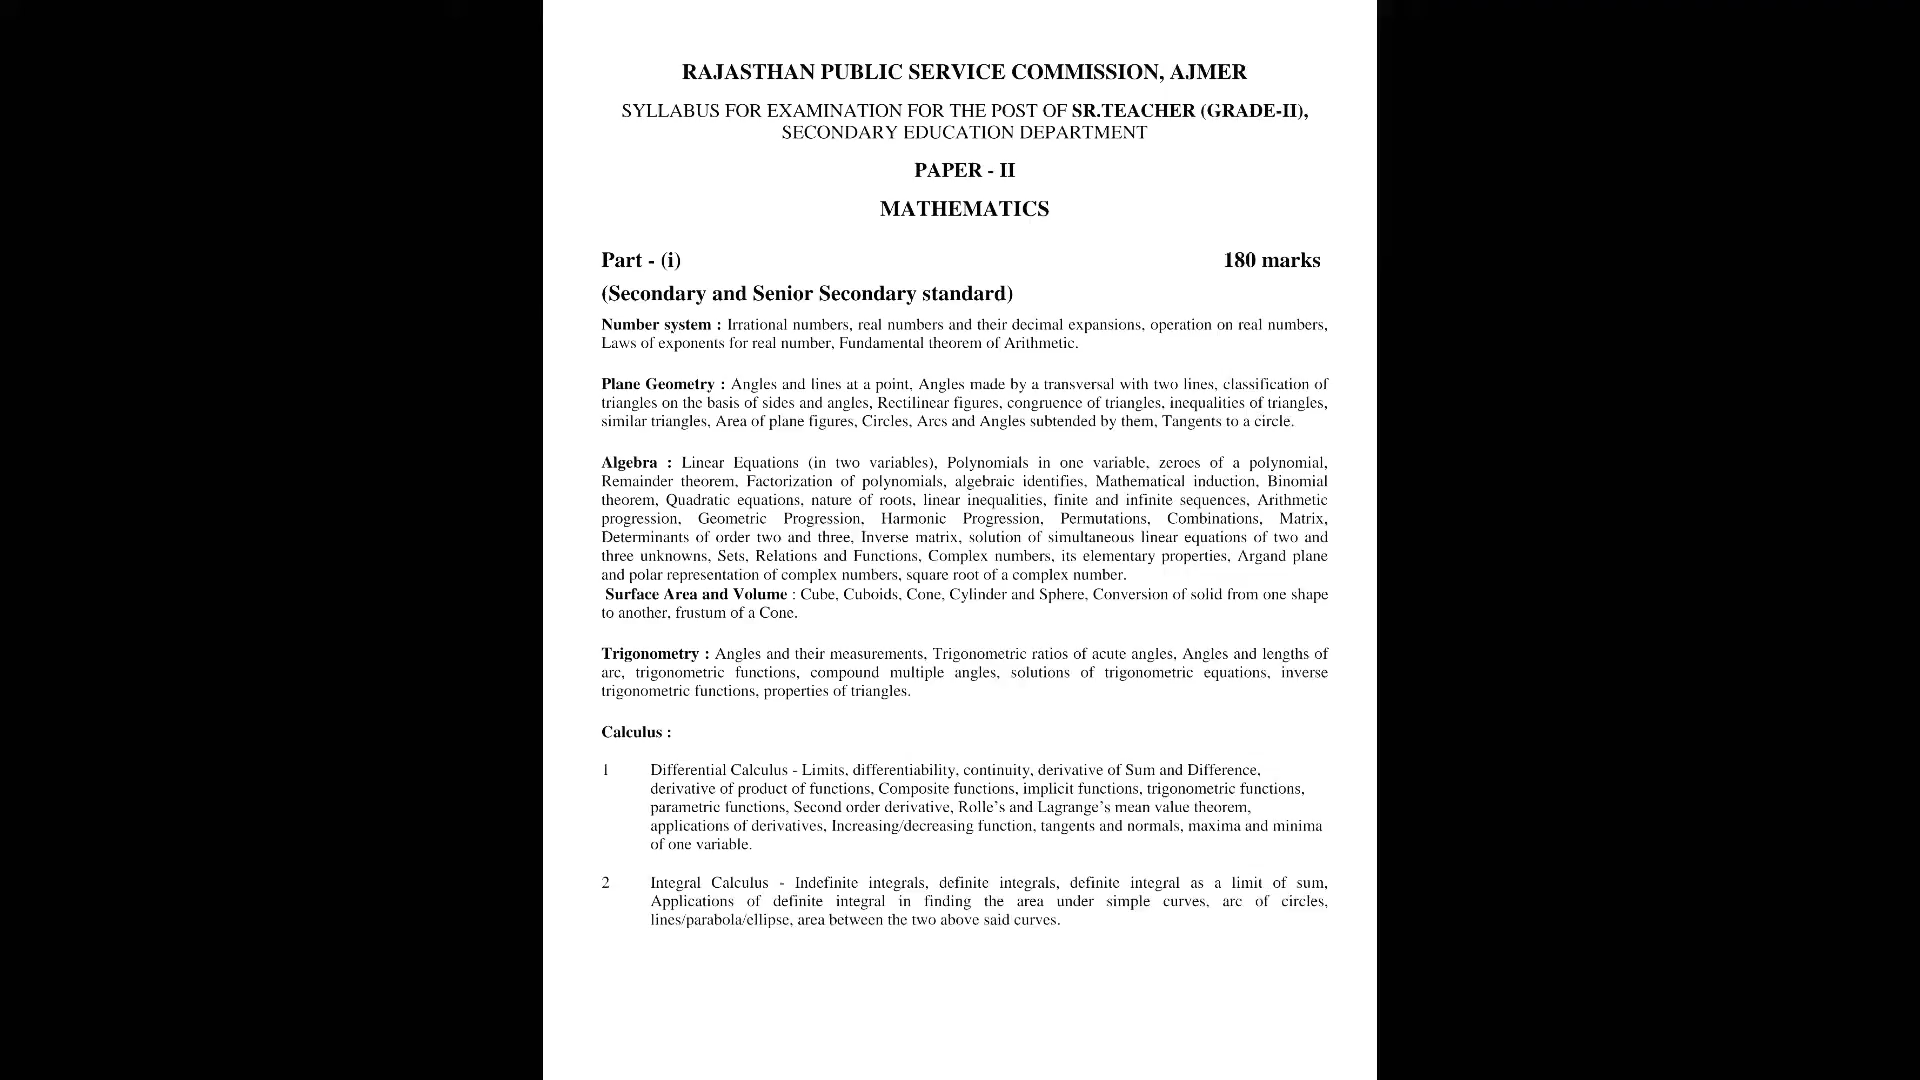 RAJASTHAN PUBLIC SERVICE COMMISSION, AJMER
SYLLABUS FOR EXAMINATION FOR THE POST OF SR.TEACHER (GRADE-II),
SECONDARY EDUCATION DEPARTMENT
PAPER - II
MATHEMATICS
Part - (i) 180 marks
(Secondary and Senior Secondary standard)
Number system : Irrational numbers, real numbers and their decimal expansions, operation on real numbers,
Laws of exponents for real number, Fundamental theorem of Arithmetic.
Plane Geometry : Angles and lines at a point, Angles made by a transversal with two lines, classification of
triangles on the basis of sides and angles, Rectilinear figures, congruence of triangles, inequalities of triangles,
similar triangles, Area of plane figures, Circles, Arcs and Angles subtended by them, Tangents to a circle.
Algebra : Linear Equations (in two variables), Polynomials in one variable, zeroes of a polynomial,
Remainder theorem, Factorization of polynomials, algebraic identifies, Mathematical induction, Binomial
theorem, Quadratic equations, nature of roots, linear inequalities, finite and infinite sequences, Arithmetic
progression, Geometric Progression, Harmonic Progression, Permutations, Combinations, Matrix,
Determinants of order two and three, Inverse matrix, solution of simultaneous linear equations of two and
three unknowns, Sets, Relations and Functions, Complex numbers, its elementary properties, Argand plane
and polar representation of complex numbers, square root of a complex number.
Surface Area and Volume : Cube, Cuboids, Cone, Cylinder and Sphere, Conversion of solid from one shape
to another, frustum of a Cone.
Trigonometry : Angles and their measurements, Trigonometric ratios of acute angles, Angles and lengths of
arc, trigonometric functions, compound multiple angles, solutions of trigonometric equations, inverse
trigonometric functions, properties of triangles.
Calculus :
1 Differential Calculus - Limits, differentiability, continuity, derivative of Sum and Difference,
derivative of product of functions, Composite functions, implicit functions, trigonometric functions,
parametric functions, Second order derivative, Rolle's and Lagrange's mean value theorem,
applications of derivatives, Increasing/decreasing function, tangents and normals, maxima and minima
of one variable.
2 Integral Calculus - Indefinite integrals, definite integrals, definite integral as a limit of sum,
Applications of definite integral in finding the area under simple curves, arc of circles,
lines/parabola/ellipse, area between the two above said curves.